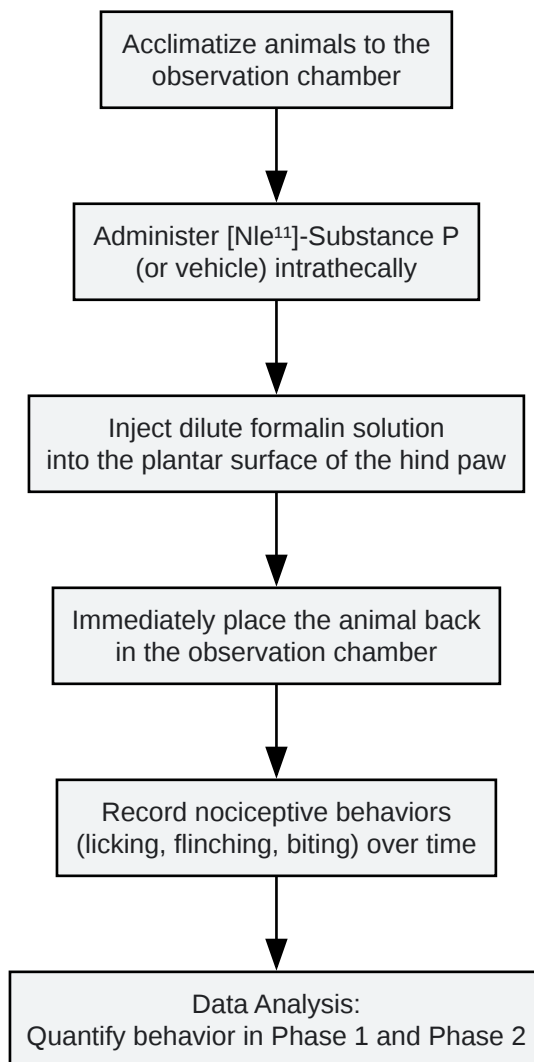 Acclimatize animals to the
observation chamber
Administer [Nle¹¹]-Substance P
(or vehicle) intrathecally
Inject dilute formalin solution
into the plantar surface of the hind paw
Immediately place the animal back
in the observation chamber
Record nociceptive behaviors
(licking, flinching, biting) over time
Data Analysis:
Quantify behavior in Phase 1 and Phase 2